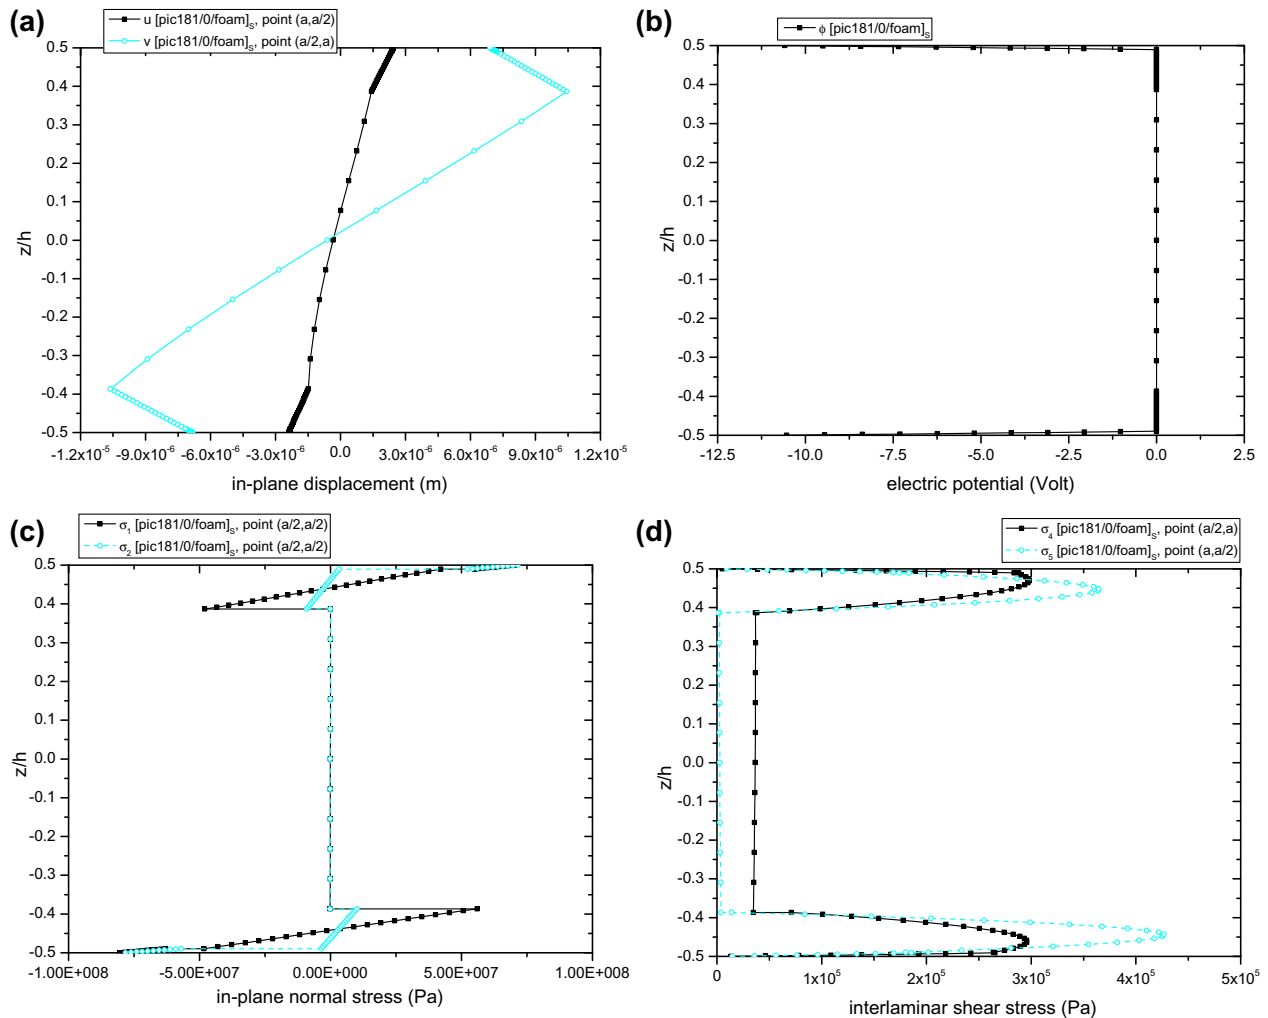 (a)
u [pic181/0/foam]S, point (a,a/2)
v [pic181/0/foam]S, point (a/2,a)
0.5
0.4
0.3
0.2
0.1
0.0
-0.1
-0.2
-0.3
-0.4
-0.5
z/h
-1.2x10-5
-9.0x10-6
-6.0x10-6
-3.0x10-6
0.0
3.0x10-6
6.0x10-6
9.0x10-6
1.2x10-5
in-plane displacement (m)
(b)
ϕ [pic181/0/foam]S
0.5
0.4
0.3
0.2
0.1
0.0
-0.1
-0.2
-0.3
-0.4
-0.5
z/h
-12.5
-10.0
-7.5
-5.0
-2.5
0.0
2.5
electric potential (Volt)
(c)
σ1 [pic181/0/foam]S, point (a/2,a/2)
σ2 [pic181/0/foam]S, point (a/2,a/2)
0.5
0.4
0.3
0.2
0.1
0.0
-0.1
-0.2
-0.3
-0.4
-0.5
z/h
-1.00E+008
-5.00E+007
0.00E+000
5.00E+007
1.00E+008
in-plane normal stress (Pa)
(d)
σ4 [pic181/0/foam]S, point (a/2,a)
σ5 [pic181/0/foam]S, point (a,a/2)
0.5
0.4
0.3
0.2
0.1
0.0
-0.1
-0.2
-0.3
-0.4
-0.5
z/h
0
1x105
2x105
3x105
4x105
5x105
interlaminar shear stress (Pa)